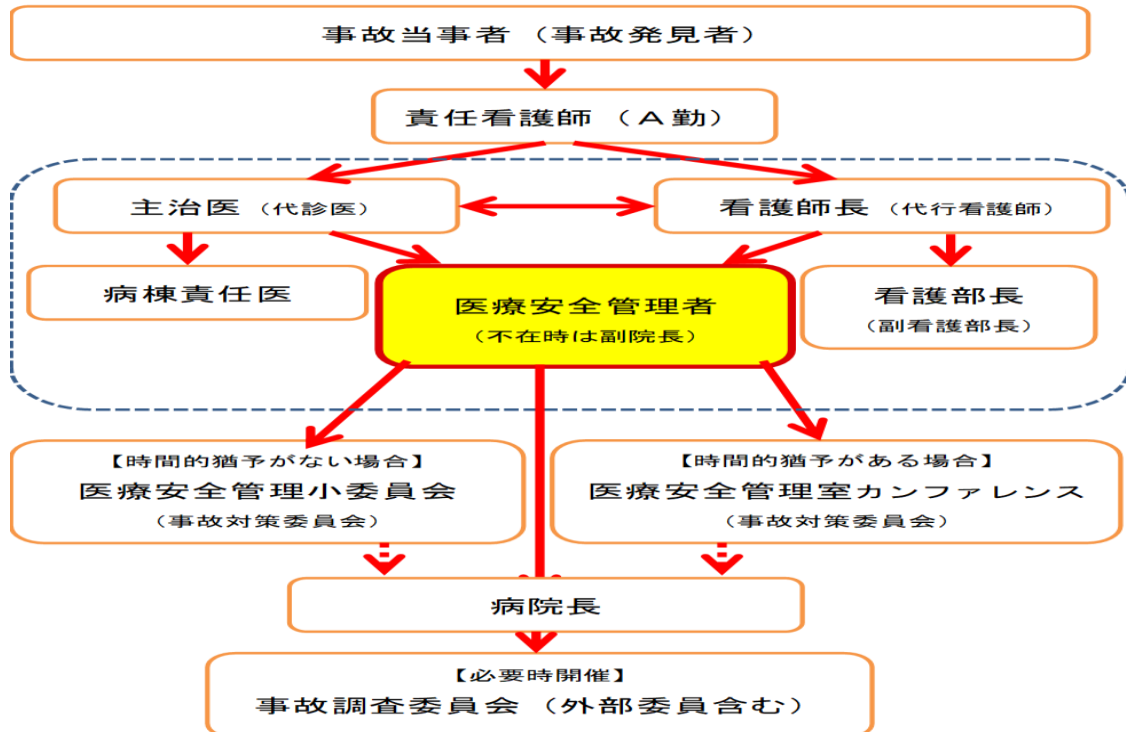 事故当事者（事故発見者）
責任看護師（A勤）
主治医（代診医）
看護師長（代行看護師）
病棟責任医
医療安全管理者
（不在時は副院長）
看護部長
（副看護部長）
【時間的猶予がない場合】
医療安全管理小委員会
（事故対策委員会）
【時間的猶予がある場合】
医療安全管理室カンファレンス
（事故対策委員会）
病院長
【必要時開催】
事故調査委員会（外部委員含む）